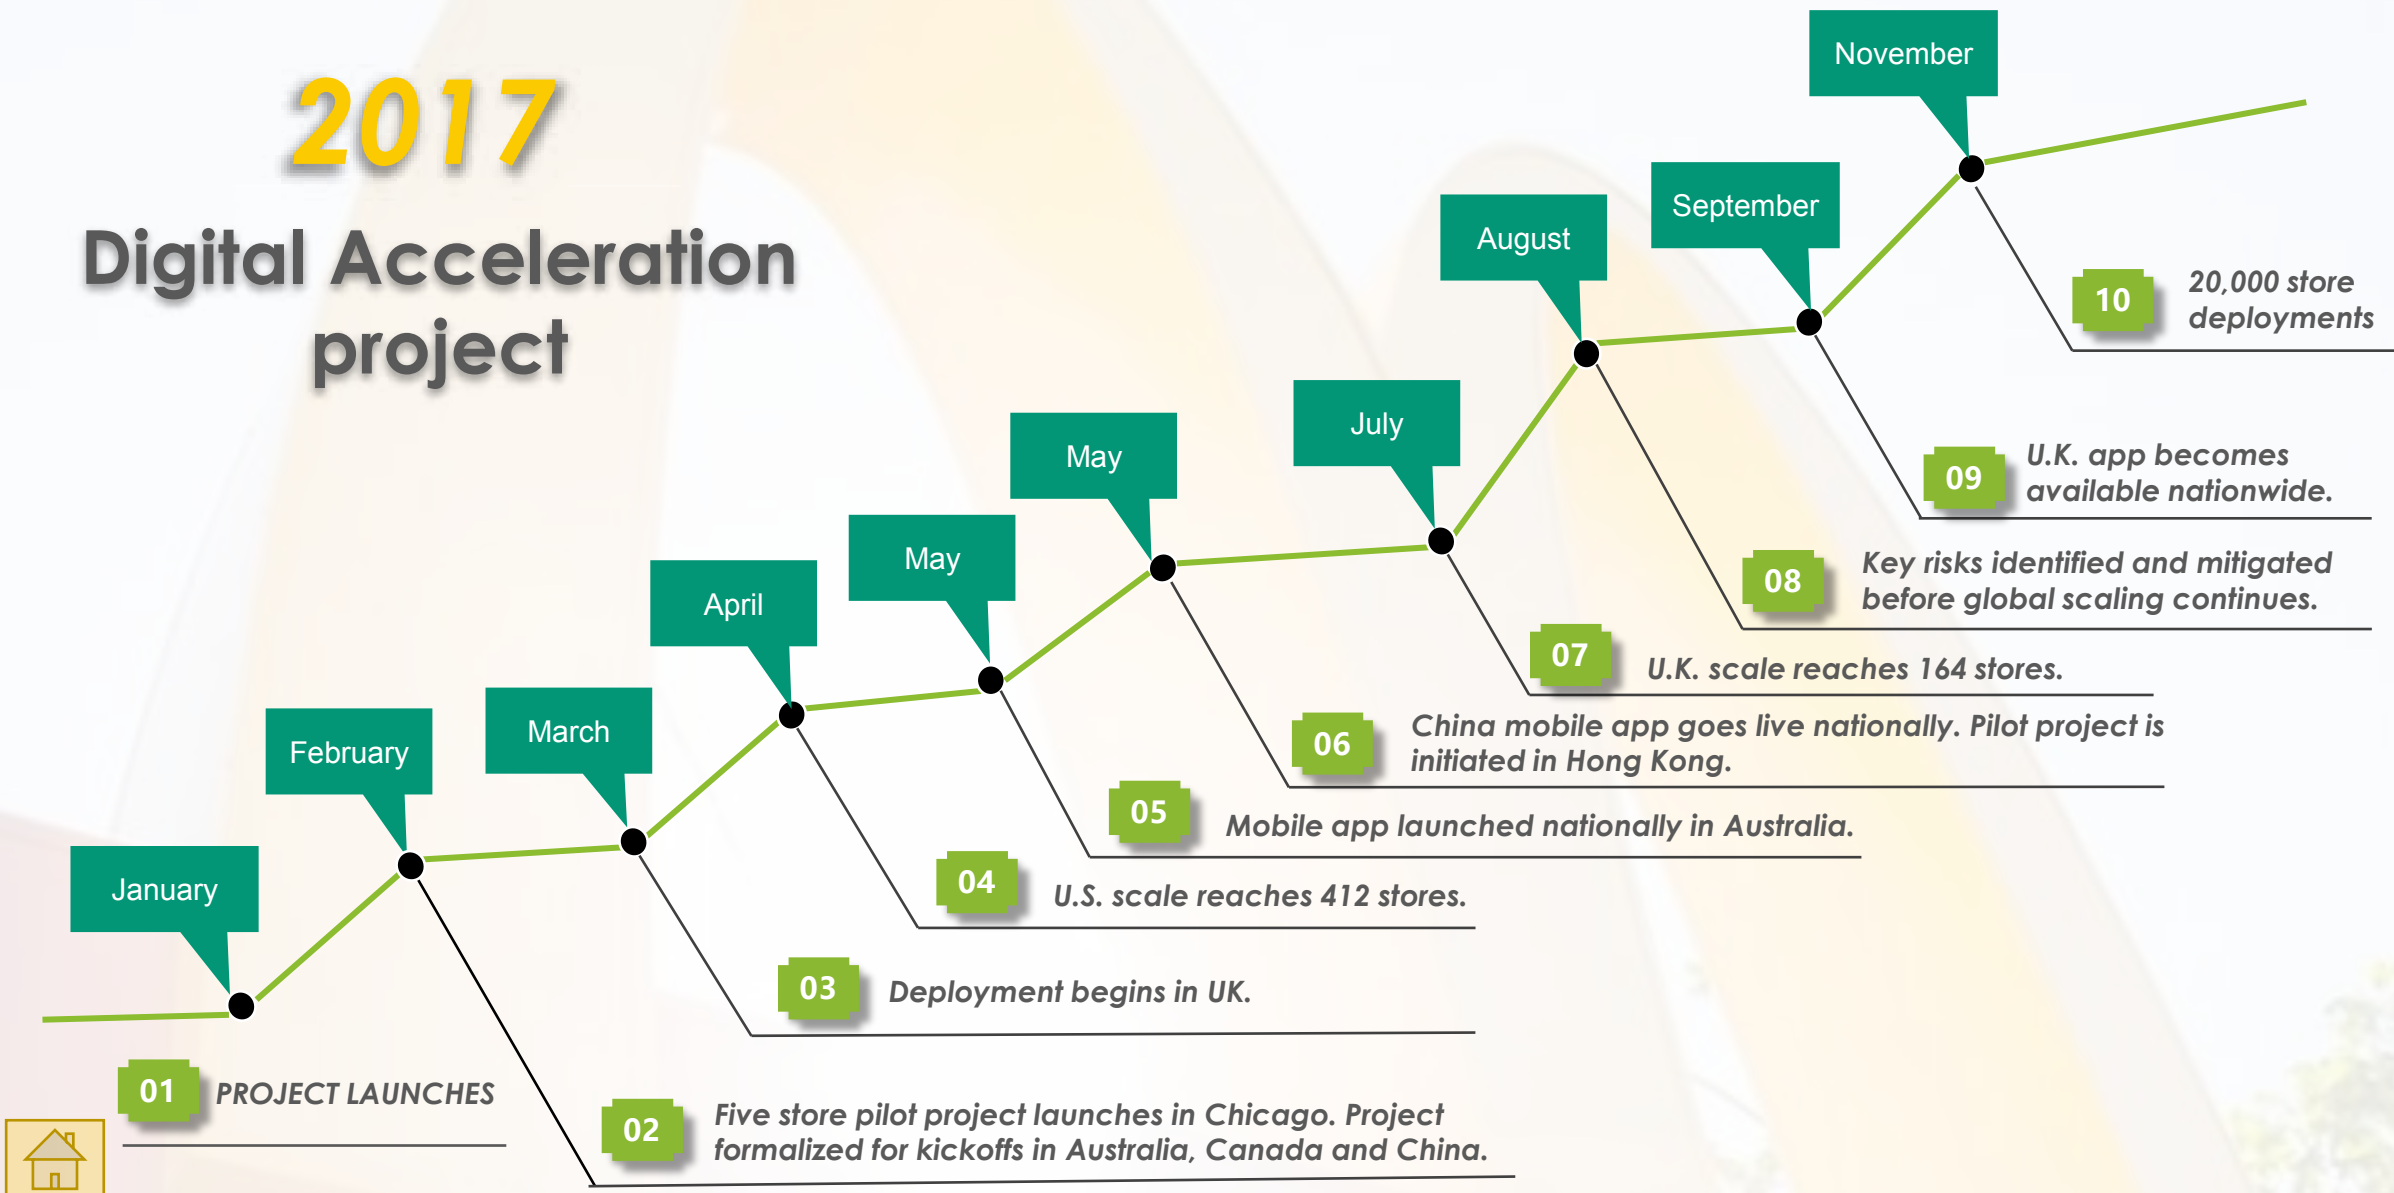 2017
Digital Acceleration
project
January
01
PROJECT LAUNCHES
February
02
Five store pilot project launches in Chicago. Project
formalized for kickoffs in Australia, Canada and China.
March
03
Deployment begins in UK.
April
04
U.S. scale reaches 412 stores.
May
05
Mobile app launched nationally in Australia.
May
06
China mobile app goes live nationally. Pilot project is
initiated in Hong Kong.
July
07
U.K. scale reaches 164 stores.
August
08
Key risks identified and mitigated
before global scaling continues.
September
09
U.K. app becomes
available nationwide.
November
10
20,000 store
deployments